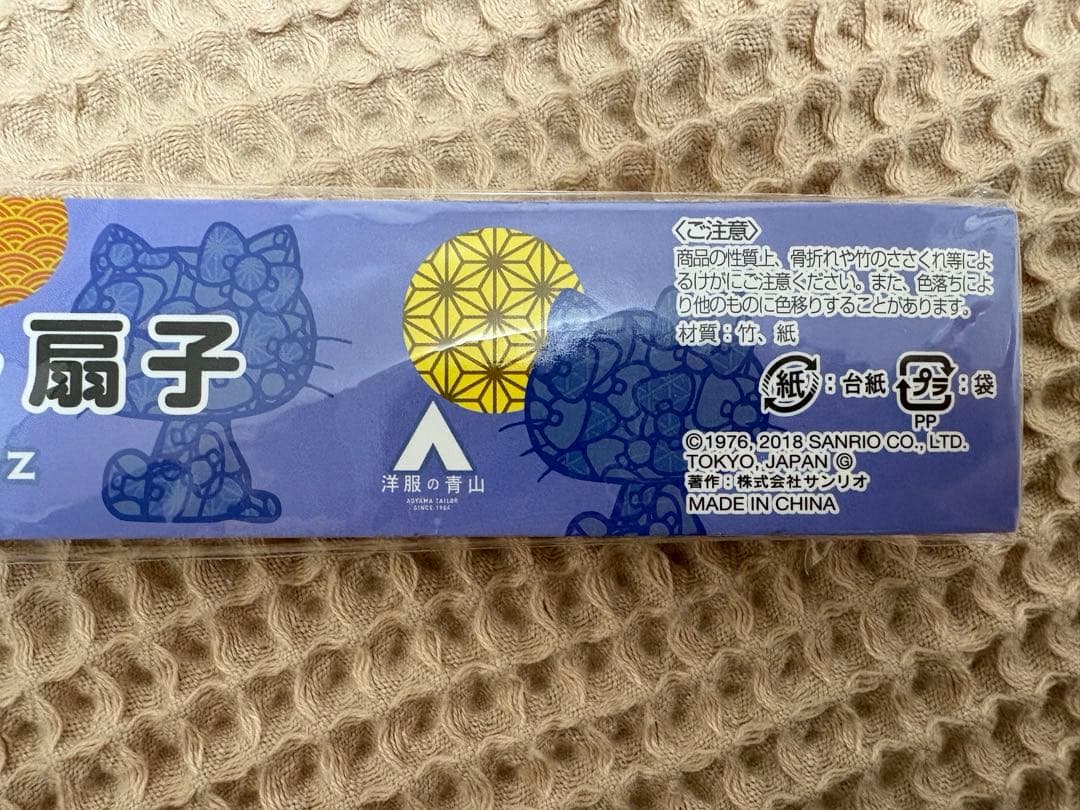 扇子
z
洋服の青山
AOYAMA TAILOR
SINCE 1964
〈ご注意〉
商品の性質上、骨折れや竹のささくれ等によ
るけがにご注意ください。また、色落ちによ
り他のものに色移りすることがあります。
材質：竹、紙
紙：台紙 プラ：袋
PP
©1976, 2018 SANRIO CO., LTD.
TOKYO, JAPAN Ⓖ
著作：株式会社サンリオ
MADE IN CHINA